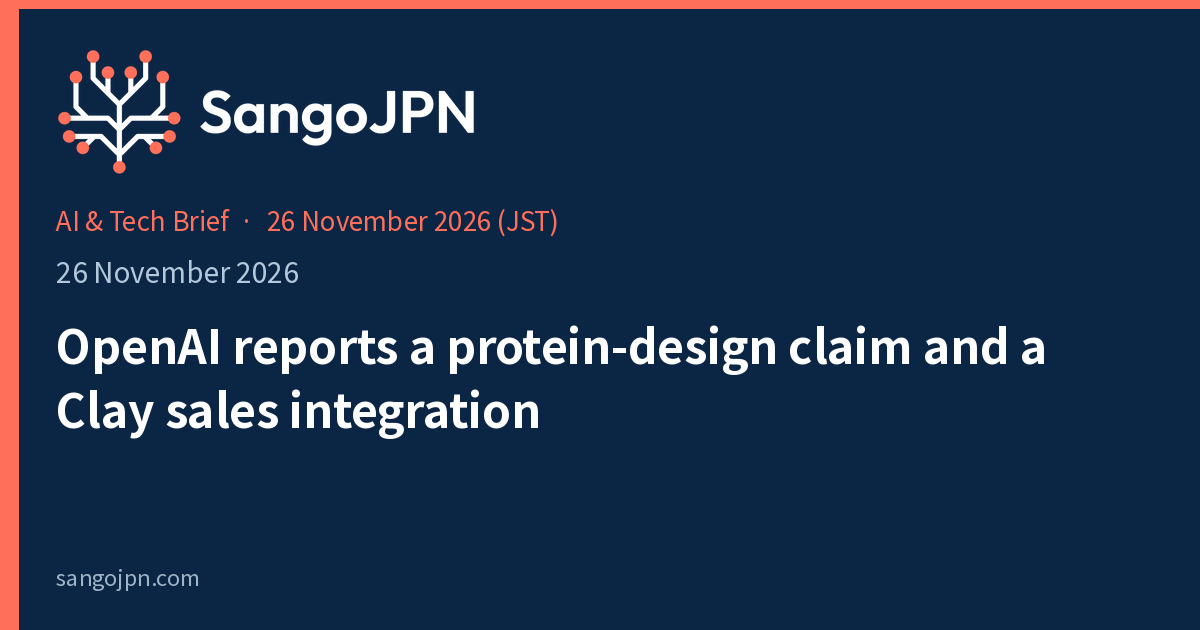 SangoJPN
AI & Tech Brief · 26 November 2026 (JST)
26 November 2026
OpenAI reports a protein-design claim and a
Clay sales integration
sangojpn.com